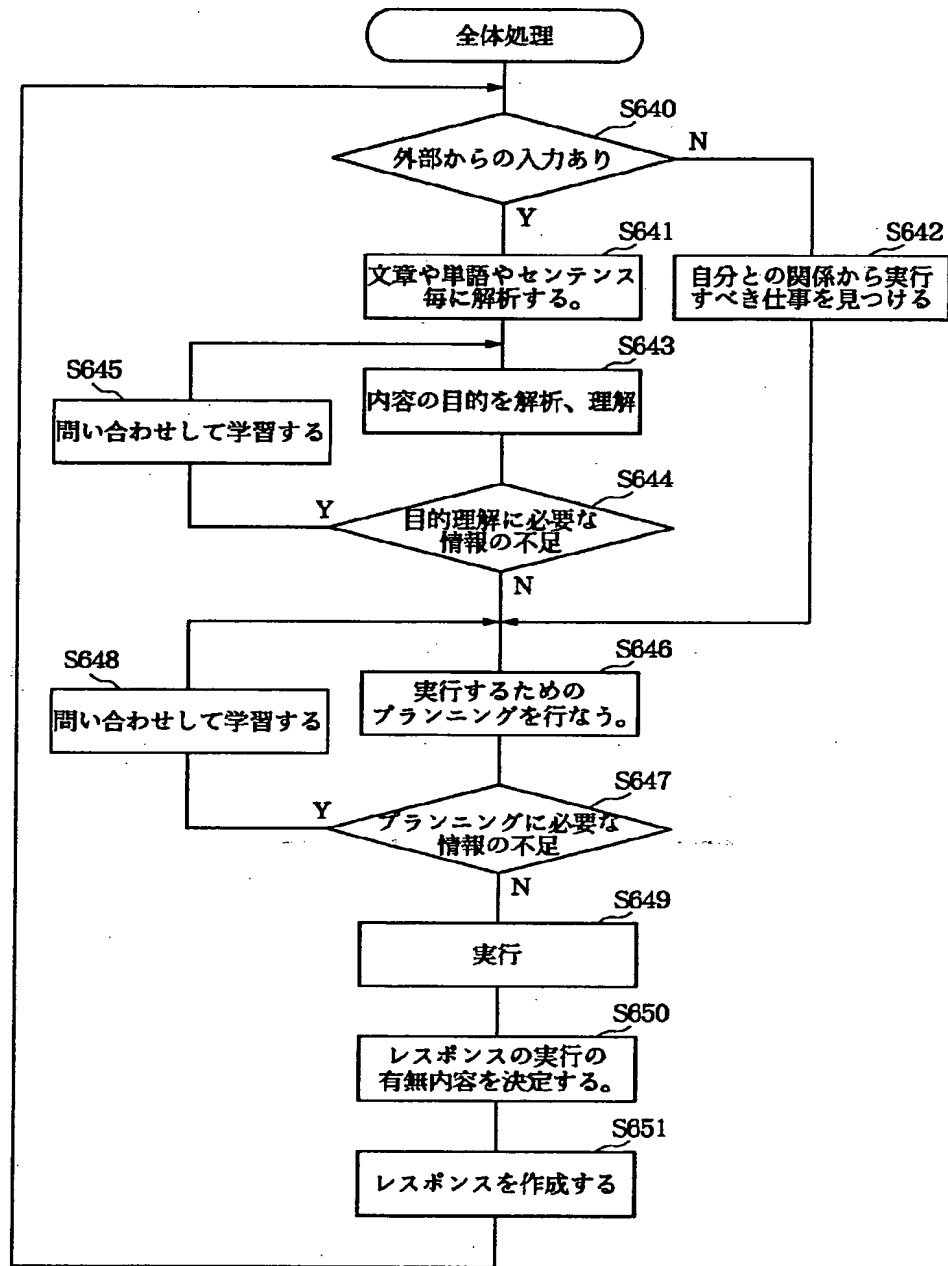 全体処理
S640
外部からの入力あり
N
Y
S641
文章や単語やセンテンス
毎に解析する。
S642
自分との関係から実行
すべき仕事を見つける
S643
内容の目的を解析、理解
S645
問い合わせして学習する
S644
Y
目的理解に必要な
情報の不足
N
S646
実行するための
プランニングを行なう。
S648
問い合わせして学習する
S647
Y
プランニングに必要な
情報の不足
N
S649
実行
S650
レスポンスの実行の
有無内容を決定する。
S651
レスポンスを作成する